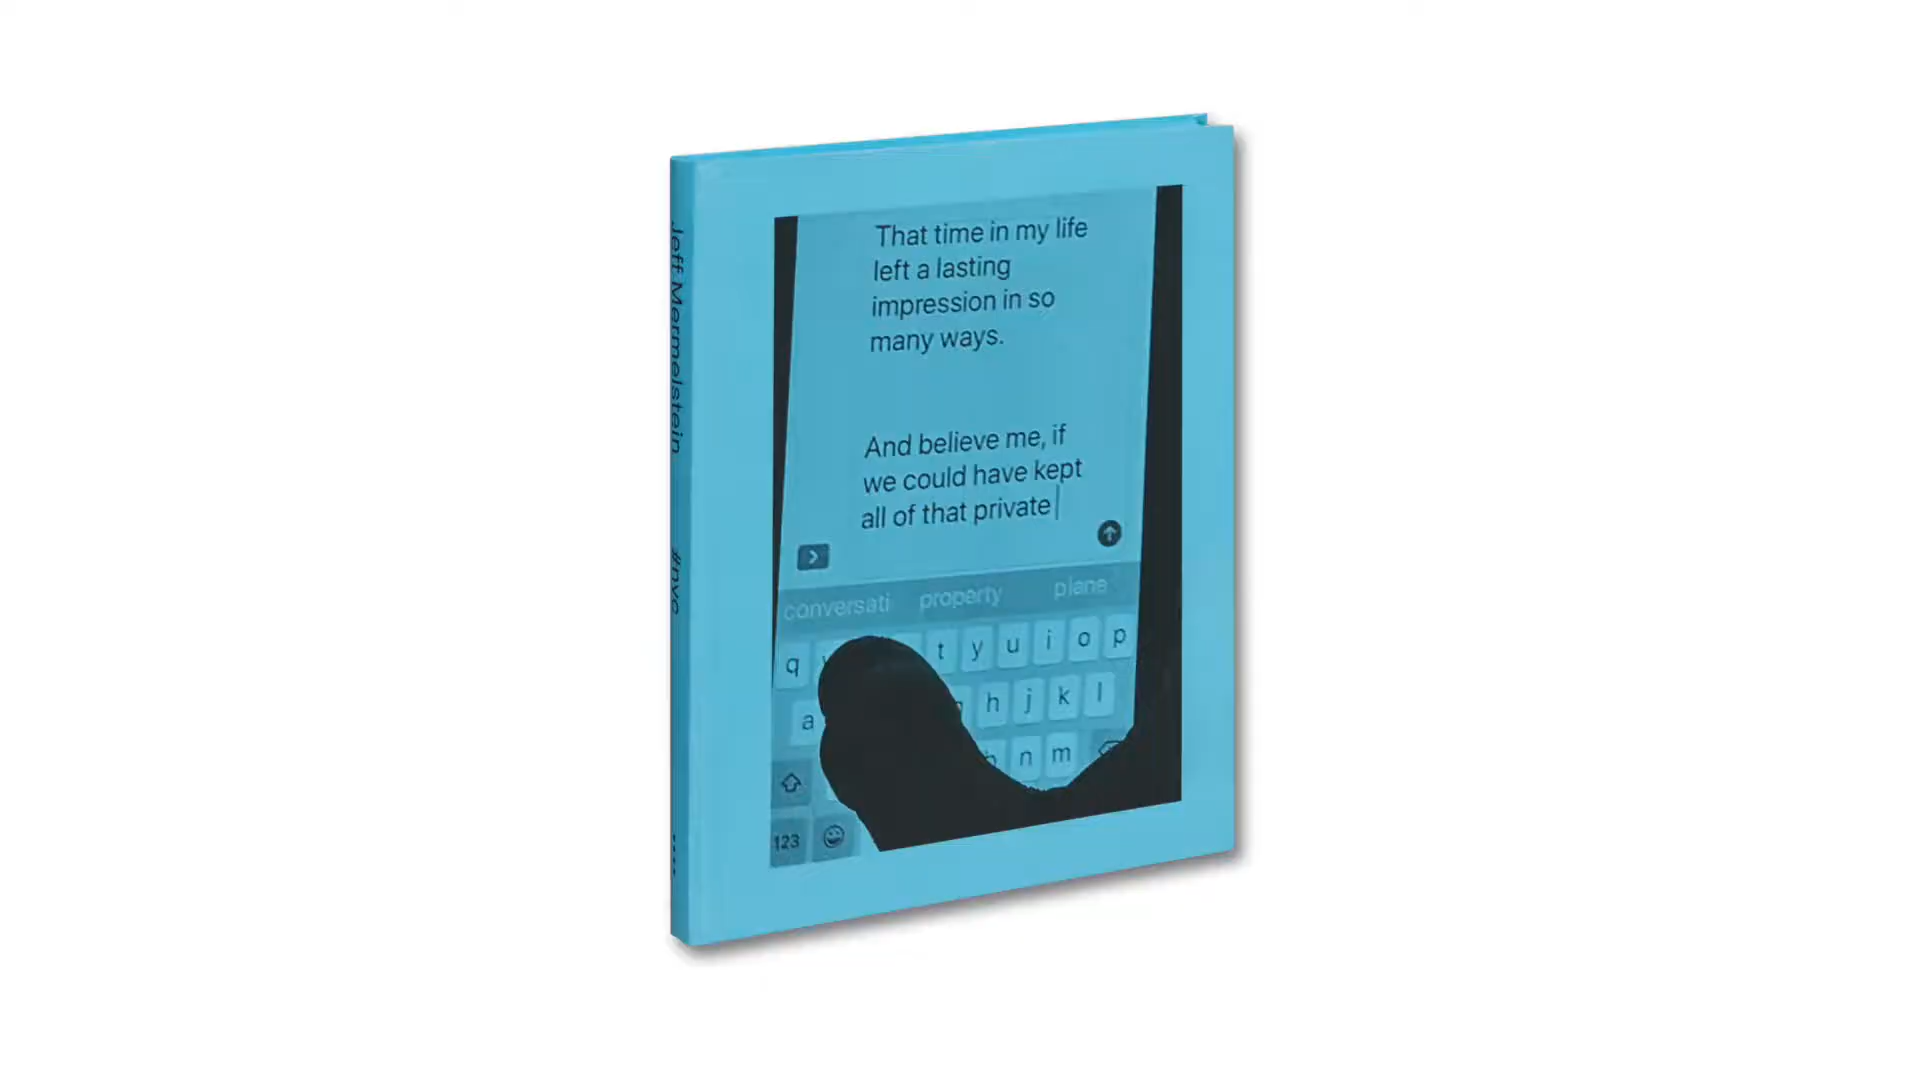 Jeff Mermelstein
#nyc
That time in my life
left a lasting
impression in so
many ways.
And believe me, if
we could have kept
all of that private
conversati property plane
q t y u i o p
a h j k l
b n m
123